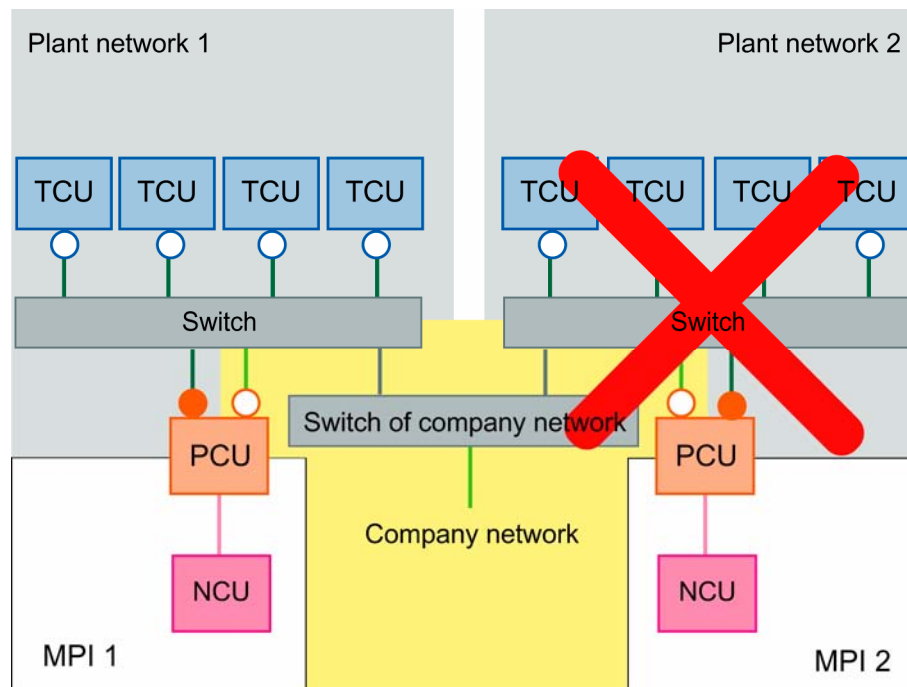 Plant network 1
Plant network 2
TCU
TCU
TCU
TCU
TCU
TCU
TCU
TCU
Switch
Switch
Switch of company network
PCU
PCU
Company network
NCU
NCU
MPI 1
MPI 2